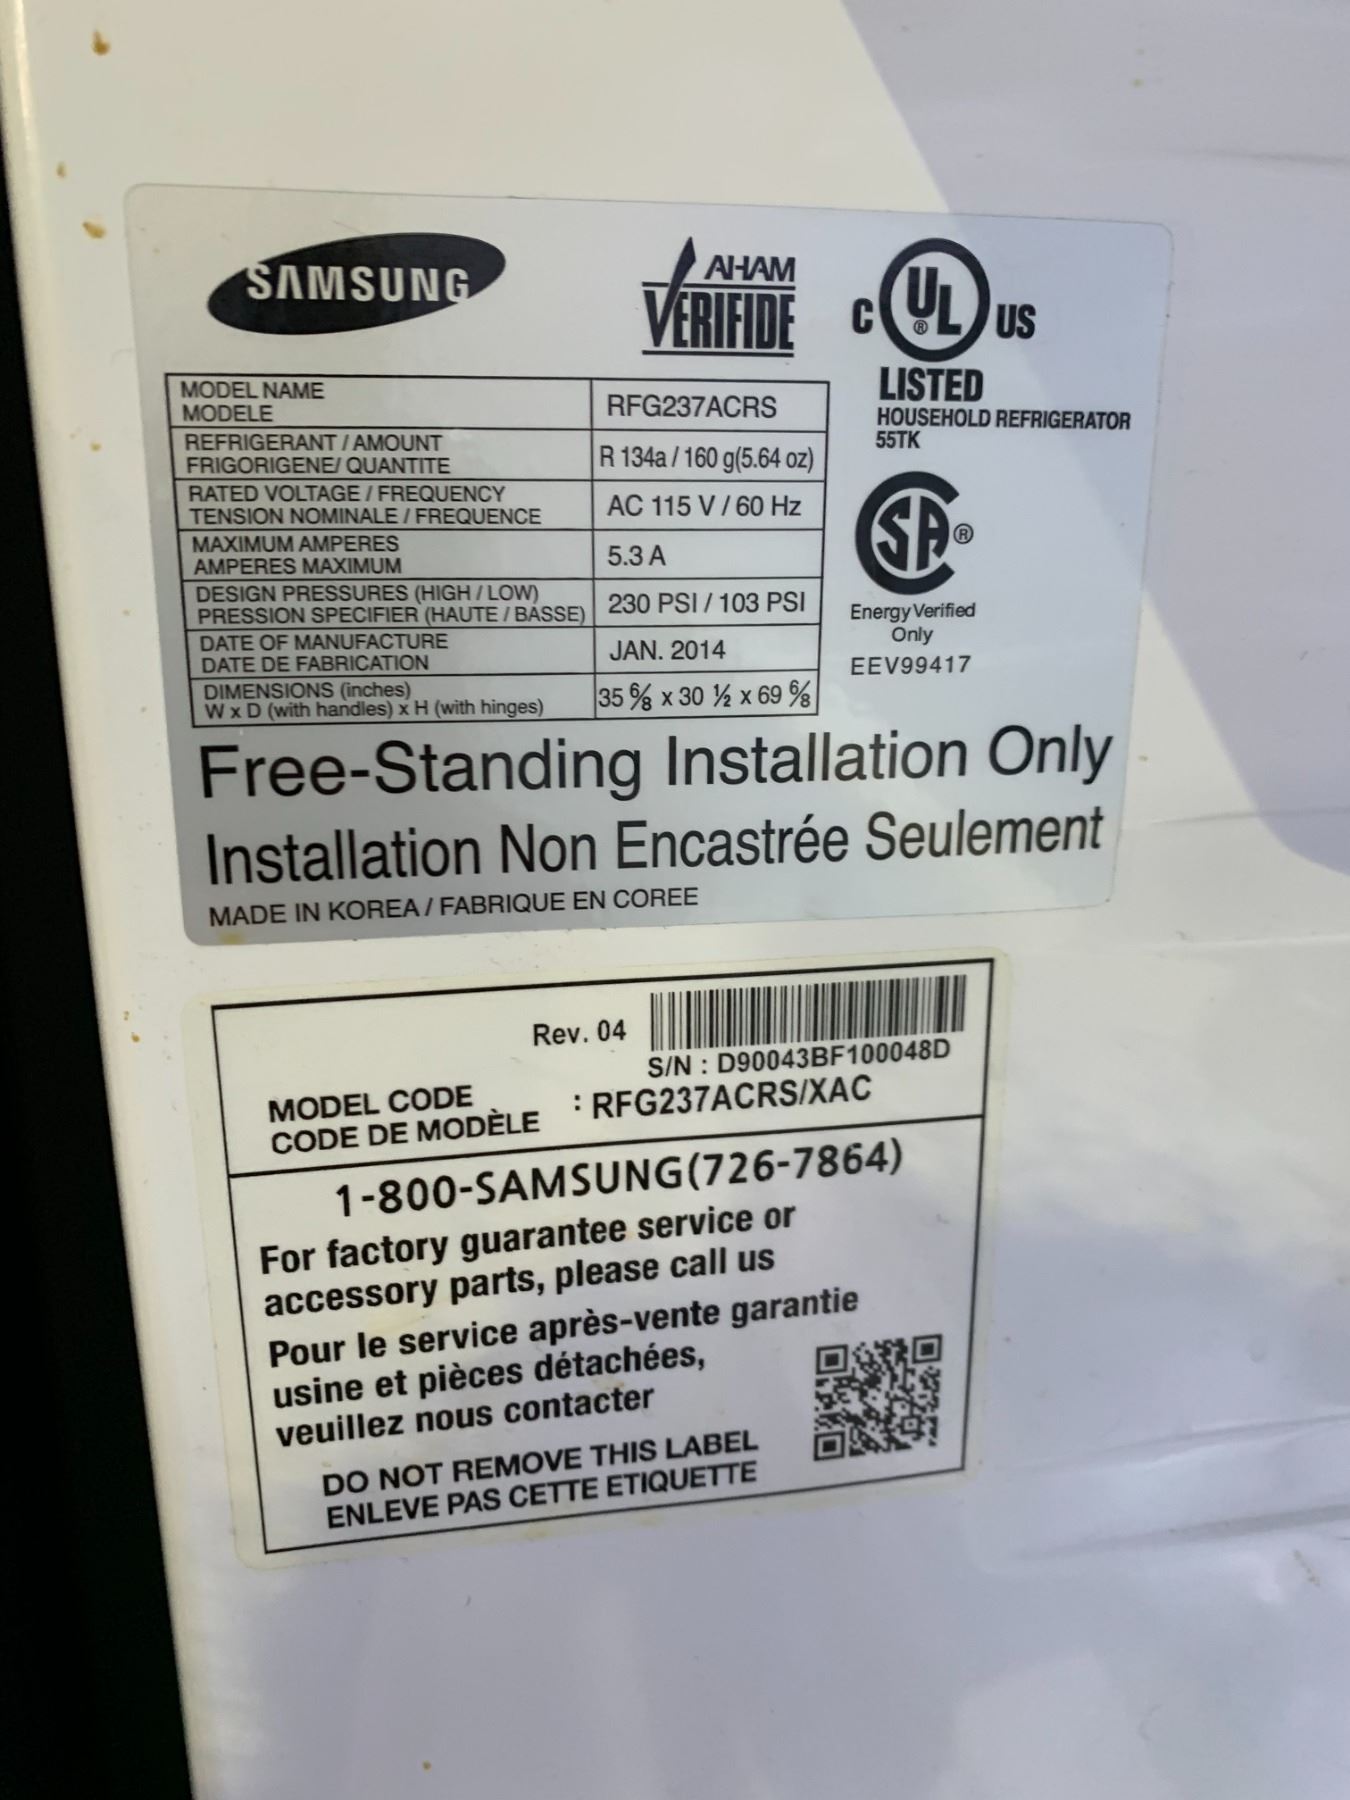 SAMSUNG
AHAM
VERIFIDE
C UL® US
LISTED
HOUSEHOLD REFRIGERATOR
55TK
MODEL NAME
MODELE
RFG237ACRS
REFRIGERANT / AMOUNT
FRIGORIGENE/ QUANTITE
R 134a / 160 g(5.64 oz)
RATED VOLTAGE / FREQUENCY
TENSION NOMINALE / FREQUENCE
AC 115 V / 60 Hz
MAXIMUM AMPERES
AMPERES MAXIMUM
5.3 A
DESIGN PRESSURES (HIGH / LOW)
PRESSION SPECIFIER (HAUTE / BASSE)
230 PSI / 103 PSI
DATE OF MANUFACTURE
DATE DE FABRICATION
JAN. 2014
DIMENSIONS (inches)
W x D (with handles) x H (with hinges)
35 6/8 x 30 ½ x 69 6/8
SA®
Energy Verified
Only
EEV99417
Free-Standing Installation Only
Installation Non Encastrée Seulement
MADE IN KOREA / FABRIQUE EN COREE
Rev. 04
S/N : D90043BF100048D
MODEL CODE
CODE DE MODÈLE
: RFG237ACRS/XAC
1-800-SAMSUNG(726-7864)
For factory guarantee service or
accessory parts, please call us
Pour le service après-vente garantie
usine et pièces détachées,
veuillez nous contacter
DO NOT REMOVE THIS LABEL
ENLEVE PAS CETTE ETIQUETTE